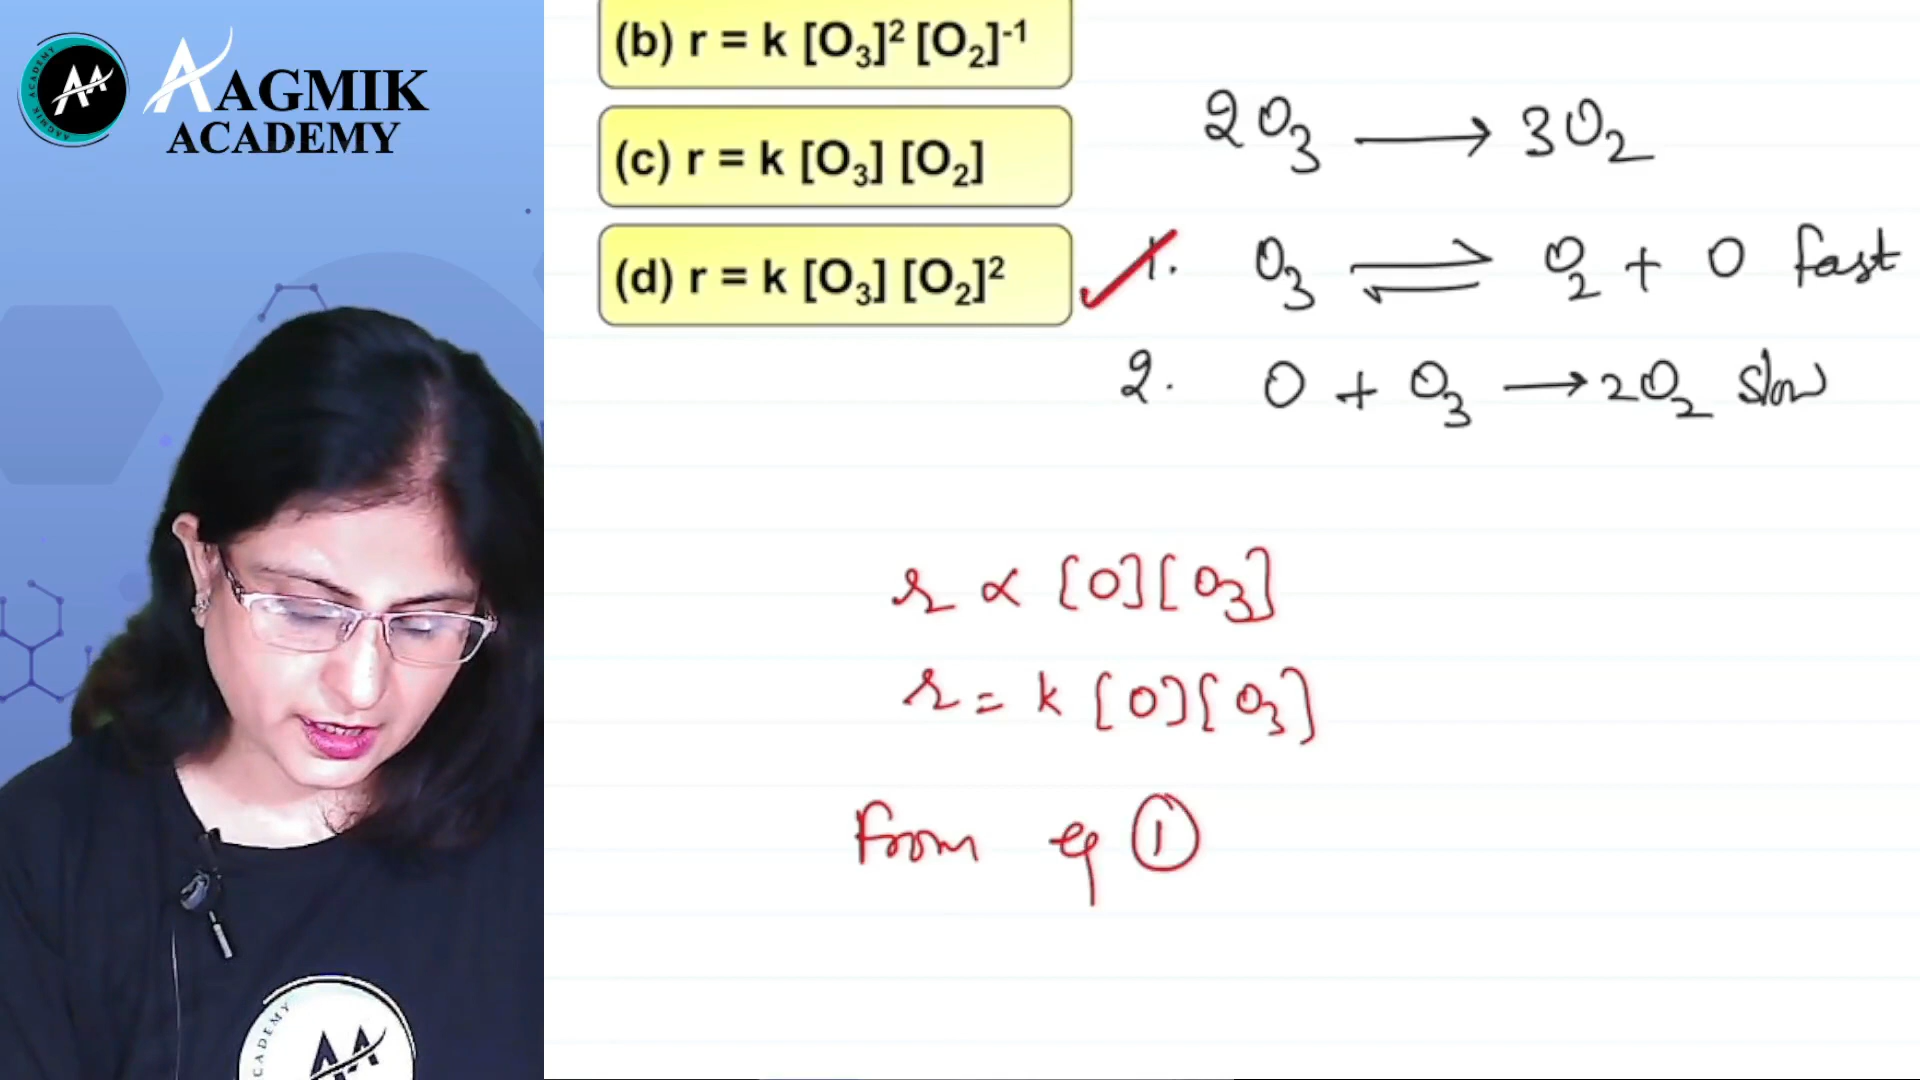 AAGMIK
ACADEMY
(b) r = k [O₃]² [O₂]⁻¹
(c) r = k [O₃] [O₂]
(d) r = k [O₃] [O₂]²
2O₃ ⟶ 3O₂
1. O₃ ⇌ O₂ + O fast
2. O + O₃ ⟶ 2O₂ slow
r ∝ [O][O₃]
r = k [O][O₃]
From eq ①
ACADEMY